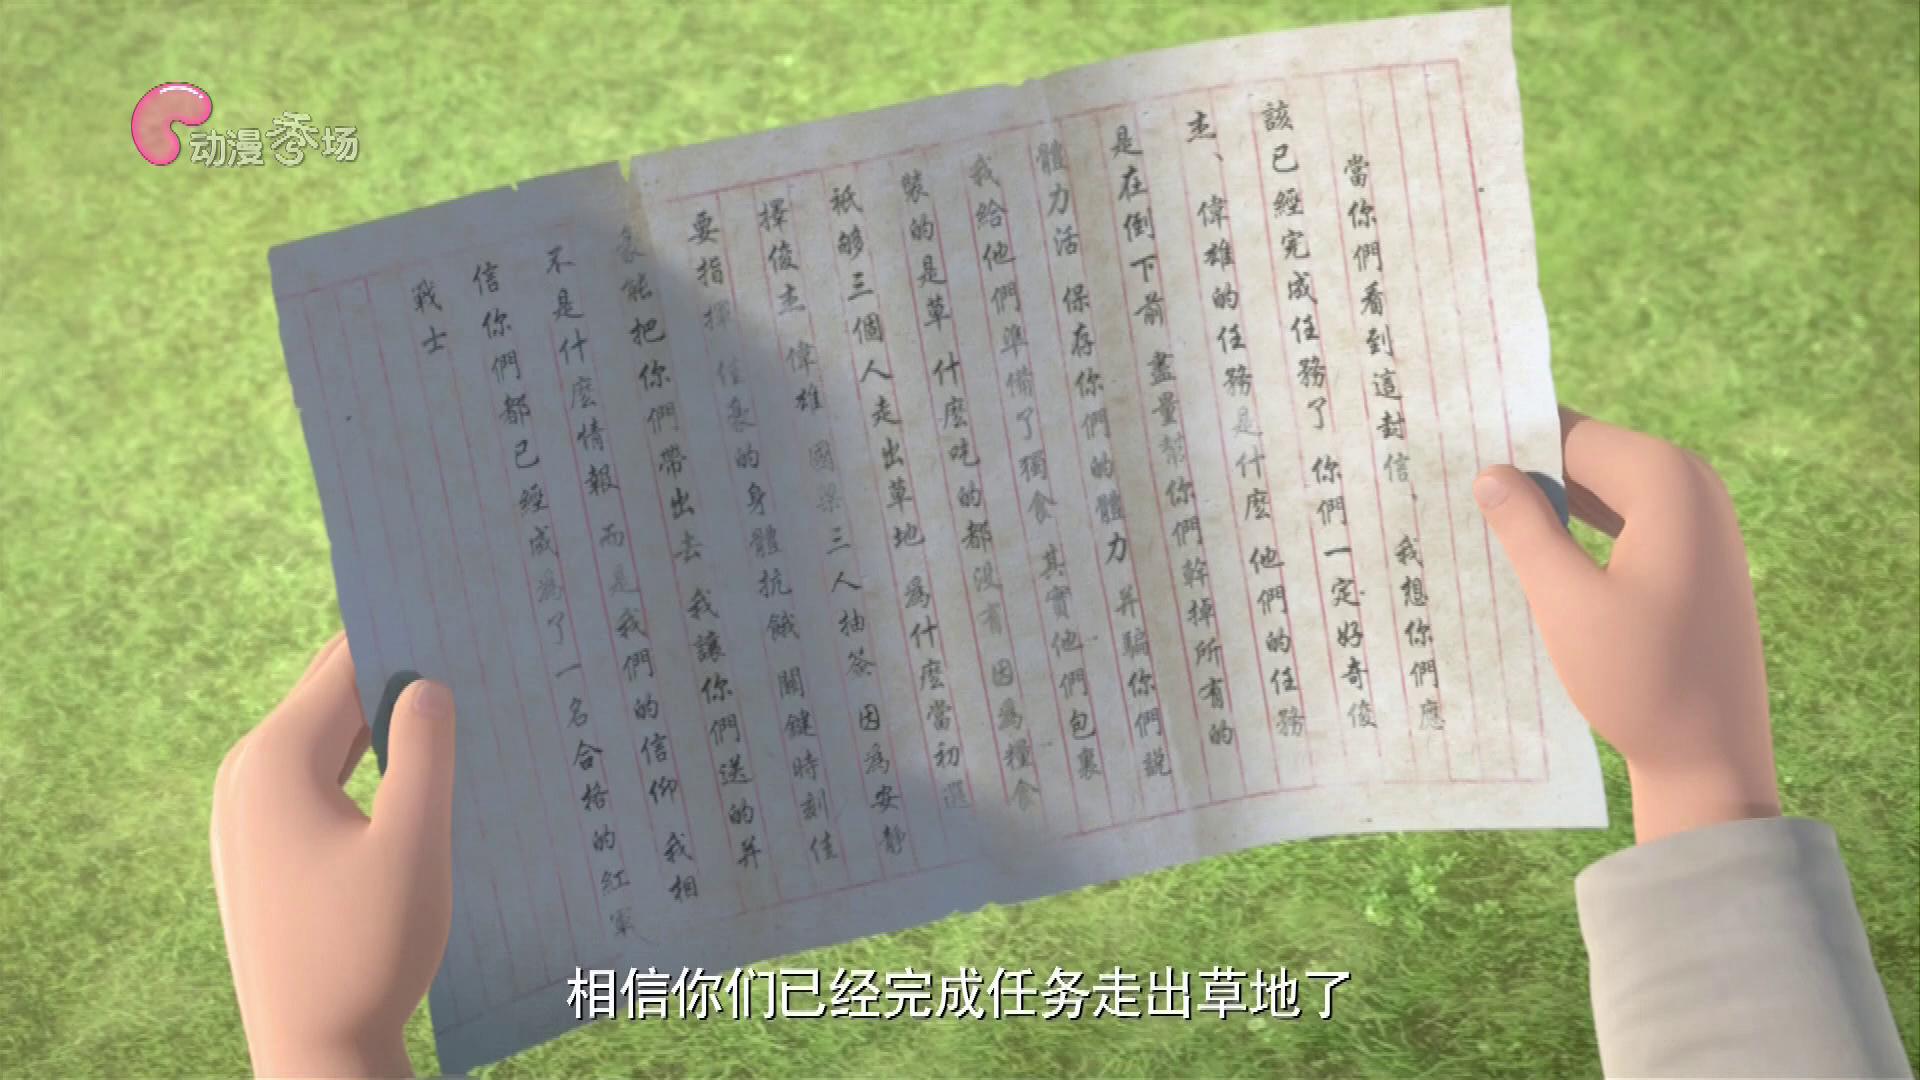 动漫秀场
當你們看到這封信、我想你們應
該已經完成任務了 你們一定好奇俊
杰、偉雄的任務是什麼 他們的任務
是在倒下前 盡量幫你們幹掉所有的
體力活 保存你們的體力 并騙你們説
我給他們準備了獨食 其實他們包裹
裝的是草 什麼吃的都没有 因爲糧食
祇够三個人走出草地 爲什麼當初選
擇俊杰 偉雄 國梁三人抽签 因爲安静
要指揮 佳豪的身體抗餓 關鍵時刻佳
豪能把你們帶出去 我讓你們送的并
不是什麼情報 而是我們的信仰 我相
信你們都已經成爲了一名合格的紅軍
戰士
相信你们已经完成任务走出草地了